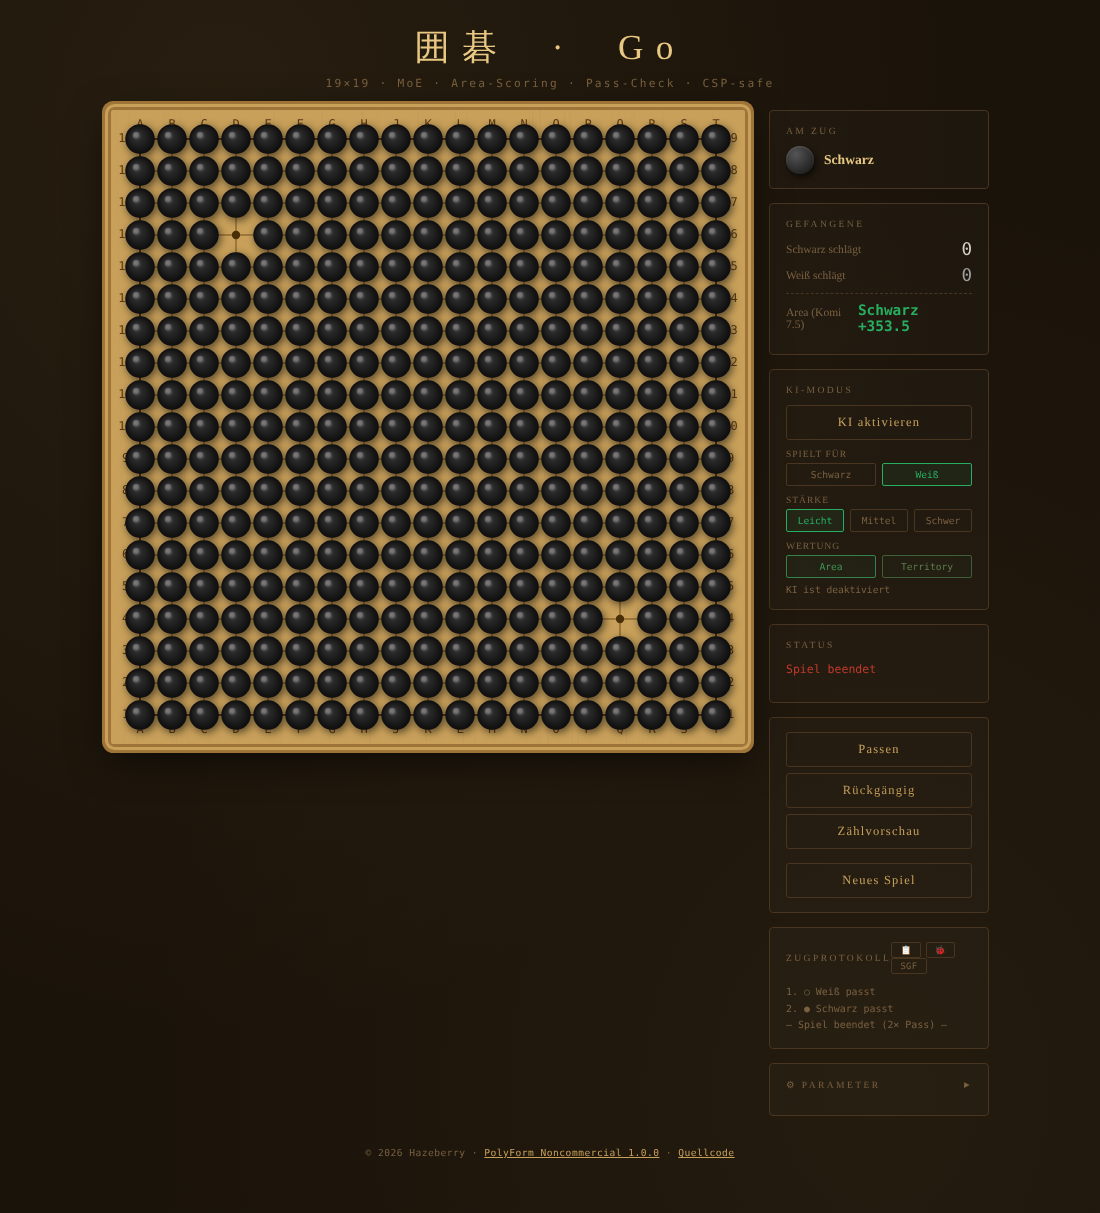 囲碁 · Go
19×19 · MoE · Area-Scoring · Pass-Check · CSP-safe
AM ZUG
Schwarz
GEFANGENE
Schwarz schlägt 0
Weiß schlägt 0
Area (Komi 7.5) Schwarz +353.5
KI-MODUS
KI aktivieren
SPIELT FÜR
Schwarz Weiß
STÄRKE
Leicht Mittel Schwer
WERTUNG
Area Territory
KI ist deaktiviert
STATUS
Spiel beendet
Passen
Rückgängig
Zählvorschau
Neues Spiel
ZUGPROTOKOLL 📋 🐞 SGF
1. ○ Weiß passt
2. ● Schwarz passt
— Spiel beendet (2× Pass) —
⚙ PARAMETER ▶
© 2026 Hazeberry · PolyForm Noncommercial 1.0.0 · Quellcode